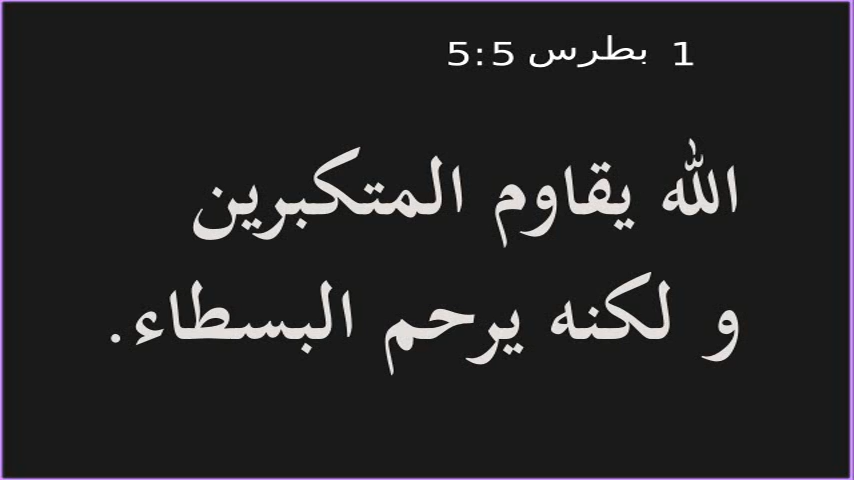 1 بطرس 5:5
الله يقاوم المتكبرين
و لكنه يرحم البسطاء.